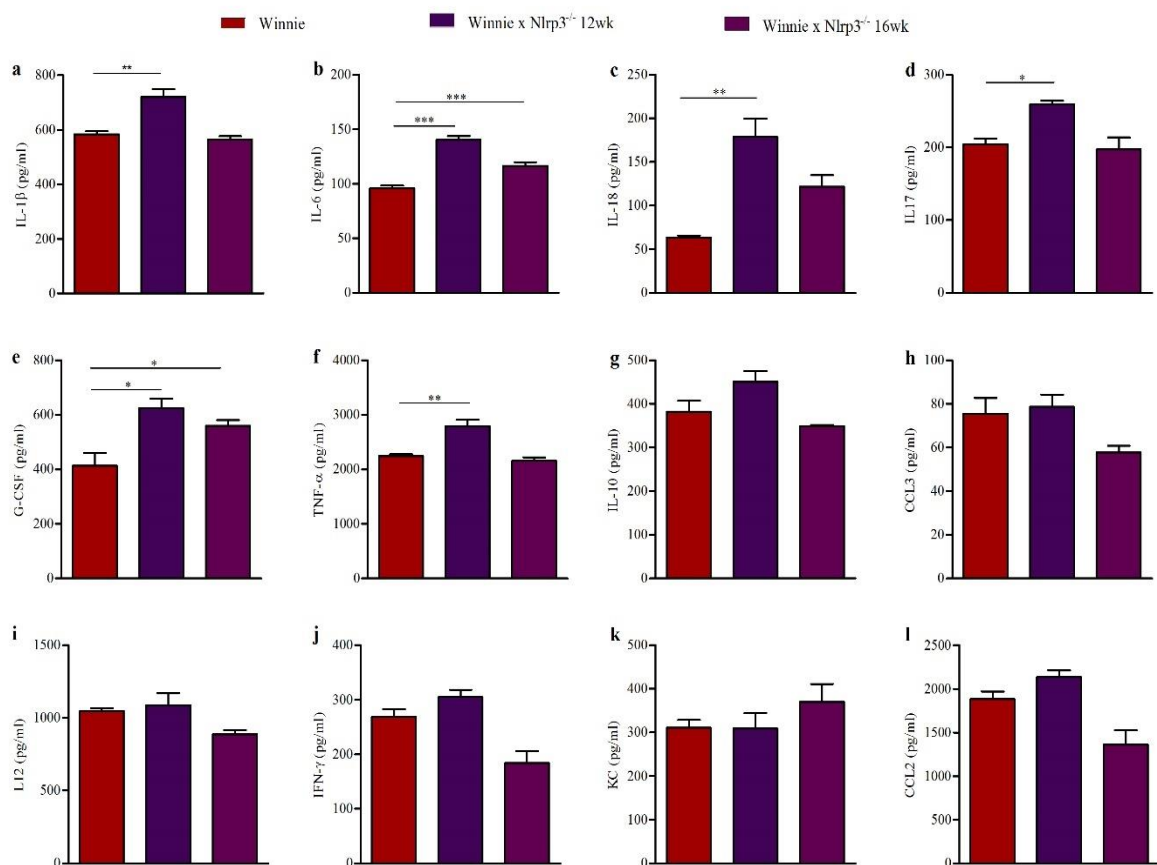 Winnie
Winnie x Nlrp3-/- 12wk
Winnie x Nlrp3-/- 16wk
a
IL-1β (pg/ml)
800
600
400
200
0
**
b
IL-6 (pg/ml)
200
150
100
50
0
***
***
c
IL-18 (pg/ml)
250
200
150
100
50
0
**
d
IL17 (pg/ml)
300
200
100
0
*
e
G-CSF (pg/ml)
800
600
400
200
0
*
*
f
TNF-α (pg/ml)
4000
3000
2000
1000
0
**
g
IL-10 (pg/ml)
500
400
300
200
100
0
h
CCL3 (pg/ml)
80
60
40
20
0
i
L12 (pg/ml)
1500
1000
500
0
j
IFN-γ (pg/ml)
400
300
200
100
0
k
KC (pg/ml)
500
400
300
200
100
0
l
CCL2 (pg/ml)
2500
2000
1500
1000
500
0